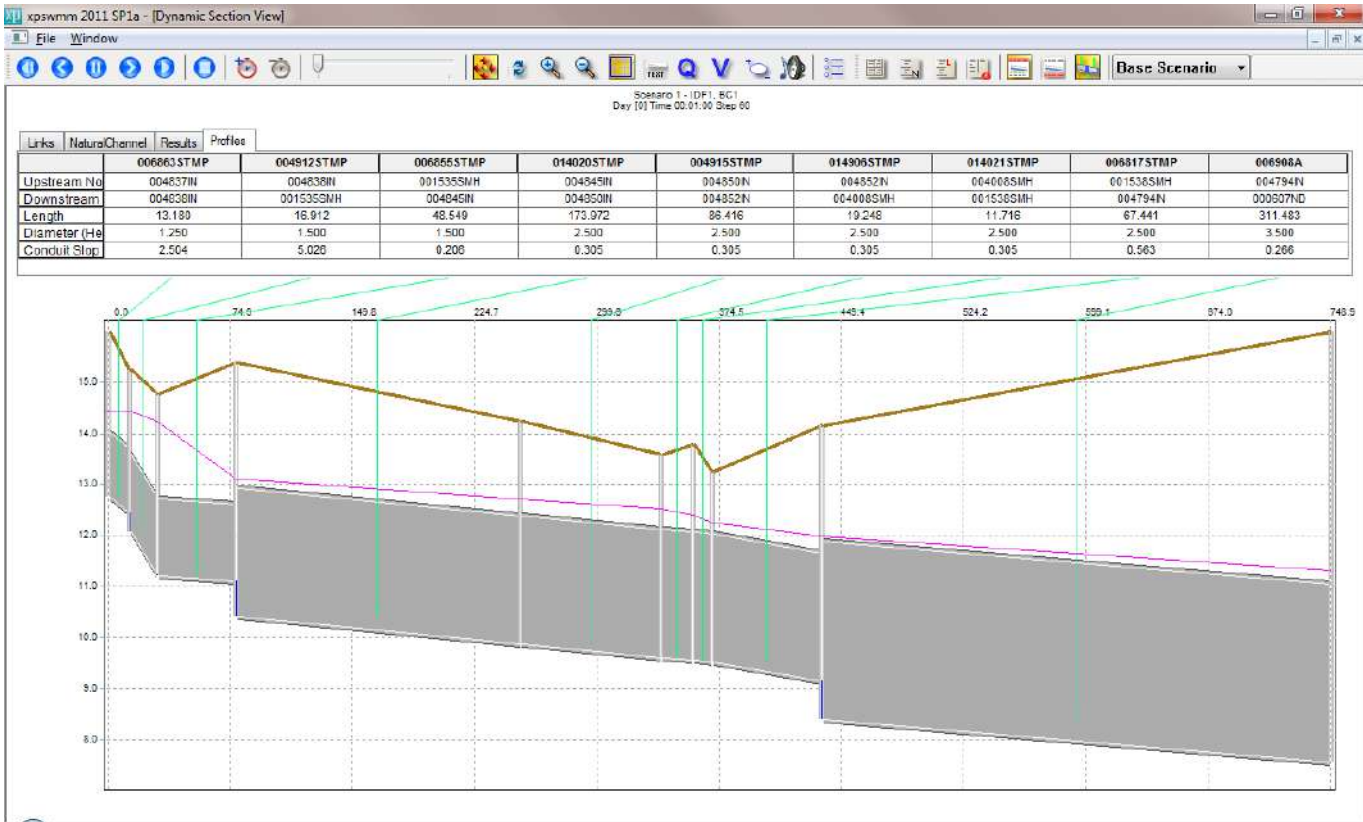 xpswmm 2011 SP1a - [Dynamic Section View]
File Window
TEXT Q V Base Scenario
Scenario 1 - IDF1, BC1
Day [0] Time 00:01:00 Step 60
Links NaturalChannel Results Profiles
006863STMP 004912STMP 006855STMP 014020STMP 004915STMP 014906STMP 014021STMP 006817STMP 006908A
Upstream No 004837IN 004838IN 001535SMH 004845IN 004850IN 004852IN 004008SMH 001538SMH 004794IN
Downstream 004838IN 001535SMH 004845IN 004850IN 004852IN 004008SMH 001538SMH 004794IN 000607ND
Length 13.180 16.912 48.549 173.972 86.416 19.248 11.716 67.441 311.483
Diameter (He 1.250 1.500 1.500 2.500 2.500 2.500 2.500 2.500 3.500
Conduit Slop 2.504 5.026 0.206 0.305 0.305 0.305 0.305 0.563 0.266
0.0 74.9 149.8 224.7 299.6 374.5 449.4 524.2 599.1 674.0 748.9
15.0
14.0
13.0
12.0
11.0
10.0
9.0
8.0